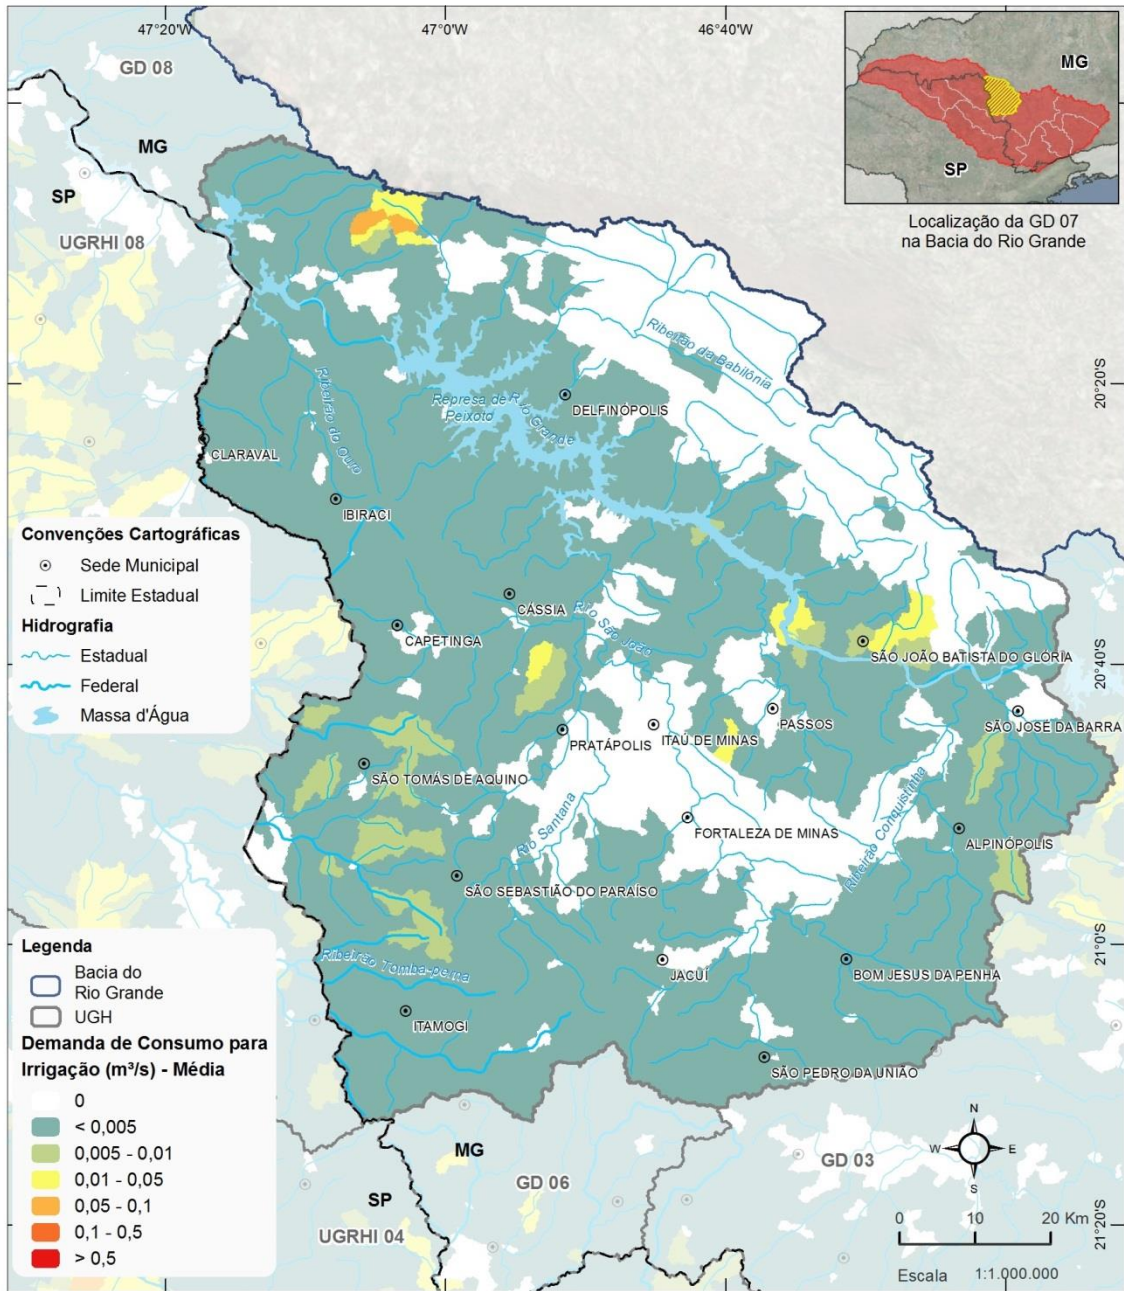 47°20'W
47°0'W
46°40'W
GD 08
MG
SP
UGRHI 08
MG
SP
Localização da GD 07
na Bacia do Rio Grande
Ribeirão da Babilônia
20°20'S
Represa de
Peixoto
Rio Grande
DELFINÓPOLIS
Ribeirão do Ouro
CLARAVAL
IBIRACI
Convenções Cartográficas
Sede Municipal
Limite Estadual
Hidrografia
Estadual
Federal
Massa d'Água
CÁSSIA
CAPETINGA
Rio São João
SÃO JOÃO BATISTA DO GLÓRIA
20°40'S
PASSOS
SÃO JOSÉ DA BARRA
PRATÁPOLIS
ITAÚ DE MINAS
SÃO TOMÁS DE AQUINO
Rio Santana
FORTALEZA DE MINAS
Ribeirão Conquistinha
ALPINÓPOLIS
SÃO SEBASTIÃO DO PARAÍSO
21°0'S
Ribeirão Tomba-perna
JACUÍ
BOM JESUS DA PENHA
ITAMOGI
SÃO PEDRO DA UNIÃO
Legenda
Bacia do
Rio Grande
UGH
Demanda de Consumo para
Irrigação (m³/s) - Média
0
< 0,005
0,005 - 0,01
0,01 - 0,05
0,05 - 0,1
0,1 - 0,5
> 0,5
MG
SP
GD 06
GD 03
UGRHI 04
N
W
E
S
0 10 20 Km
Escala 1:1.000.000
21°20'S